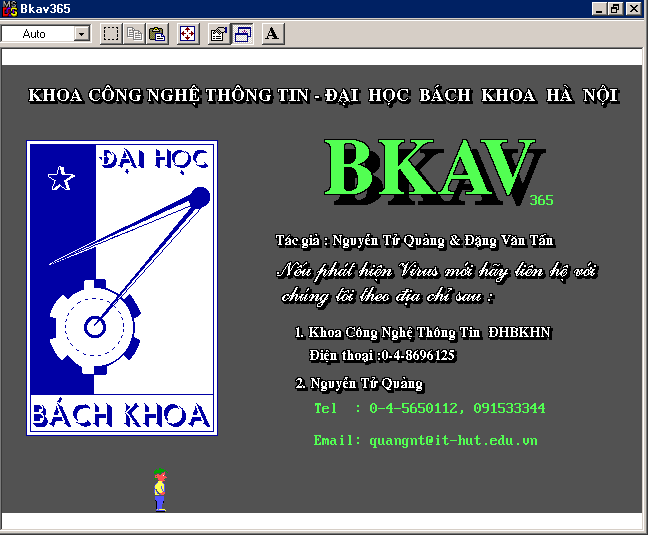 Bkav365
Auto
A
KHOA CÔNG NGHỆ THÔNG TIN - ĐẠI HỌC BÁCH KHOA HÀ NỘI
ĐẠI HỌC
BÁCH KHOA
BKAV
365
Tác giả : Nguyễn Tử Quảng & Đặng Văn Tấn
Nếu phát hiện Virus mới hãy liên hệ với
chúng tôi theo địa chỉ sau :
1. Khoa Công Nghệ Thông Tin ĐHBKHN
Điện thoại :0-4-8696125
2. Nguyễn Tử Quảng
Tel : 0-4-5650112, 091533344
Email: quangnt@it-hut.edu.vn